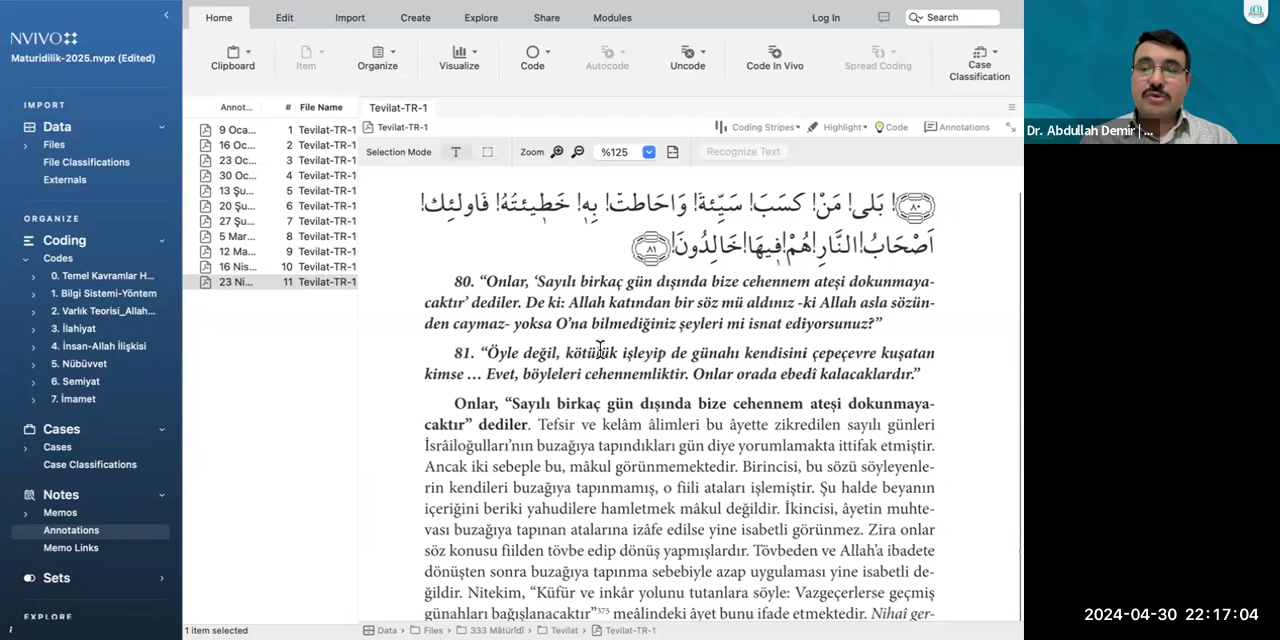 Home Edit Import Create Explore Share Modules Log In Search
NVIVO
Maturidilik-2025.nvpx (Edited)
Clipboard Item Organize Visualize Code Autocode Uncode Code In Vivo Spread Coding Case Classification
IMPORT
Data
Files
File Classifications
Externals
ORGANIZE
Coding
Codes
0. Temel Kavramlar H...
1. Bilgi Sistemi-Yöntem
2. Varlık Teorisi_Allah...
3. İlahiyat
4. İnsan-Allah İlişkisi
5. Nübüvvet
6. Semiyat
7. İmamet
Cases
Cases
Case Classifications
Notes
Memos
Annotations
Memo Links
Sets
EXPLORE
Annot... # File Name
9 Oca... 1 Tevilat-TR-1
16 Oc... 2 Tevilat-TR-1
23 Oc... 3 Tevilat-TR-1
30 Oc... 4 Tevilat-TR-1
13 Şu... 5 Tevilat-TR-1
20 Şu... 6 Tevilat-TR-1
27 Şu... 7 Tevilat-TR-1
5 Mar... 8 Tevilat-TR-1
12 Ma... 9 Tevilat-TR-1
16 Nis... 10 Tevilat-TR-1
23 Ni... 11 Tevilat-TR-1
1 item selected
Tevilat-TR-1
Tevilat-TR-1 Coding Stripes Highlight Code Annotations
Selection Mode T Zoom %125 Recognize Text
﴿٨٠﴾ بَلٰى مَنْ كَسَبَ سَيِّئَةً وَاَحَاطَتْ بِهٖ خَطٖيـَٔتُهُ فَاُولٰئِكَ
اَصْحَابُ النَّارِ هُمْ فٖيهَا خَالِدُونَ ﴿٨١﴾
80. “Onlar, ‘Sayılı birkaç gün dışında bize cehennem ateşi dokunmaya-
caktır’ dediler. De ki: Allah katından bir söz mü aldınız -ki Allah asla sözün-
den caymaz- yoksa O’na bilmediğiniz şeyleri mi isnat ediyorsunuz?”
81. “Öyle değil, kötülük işleyip de günahı kendisini çepeçevre kuşatan
kimse ... Evet, böyleleri cehennemliktir. Onlar orada ebedî kalacaklardır.”
Onlar, “Sayılı birkaç gün dışında bize cehennem ateşi dokunmaya-
caktır” dediler. Tefsir ve kelâm âlimleri bu âyette zikredilen sayılı günleri
İsrâiloğulları’nın buzağıya tapındıkları gün diye yorumlamakta ittifak etmiştir.
Ancak iki sebeple bu, mâkul görünmemektedir. Birincisi, bu sözü söyleyenle-
rin kendileri buzağıya tapınmamış, o fiili ataları işlemiştir. Şu halde beyanın
içeriğini beriki yahudilere hamletmek mâkul değildir. İkincisi, âyetin muhte-
vası buzağıya tapınan atalarına izâfe edilse yine isabetli görünmez. Zira onlar
söz konusu fiilden tövbe edip dönüş yapmışlardır. Tövbeden ve Allah’a ibadete
dönüşten sonra buzağıya tapınma sebebiyle azap uygulaması yine isabetli de-
ğildir. Nitekim, “Küfür ve inkâr yolunu tutanlara söyle: Vazgeçerlerse geçmiş
günahları bağışlanacaktır”375 meâlindeki âyet bunu ifade etmektedir. Nihaî ger-
Data Files 333 Mâtürîdî Tevilat Tevilat-TR-1
Dr. Abdullah Demir | ...
2024-04-30 22:17:04